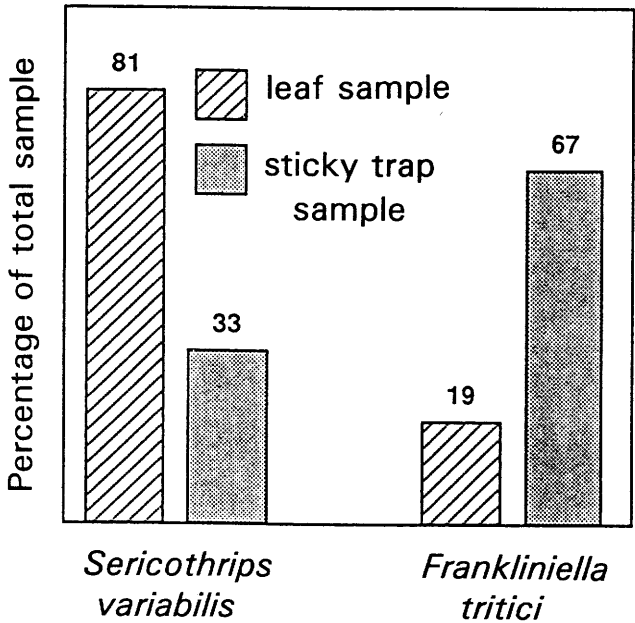 Percentage of total sample
81
leaf sample
sticky trap
sample
33
19
67
Sericothrips
variabilis
Frankliniella
tritici